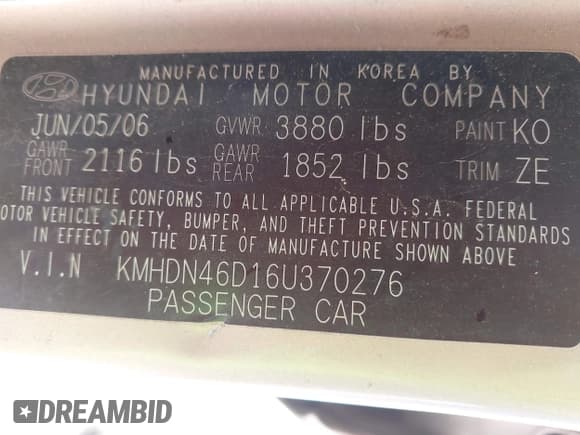 MANUFACTURED IN KOREA BY
HYUNDAI MOTOR COMPANY
JUN/05/06 GVWR 3880 lbs PAINT KO
GAWR FRONT 2116 lbs GAWR REAR 1852 lbs TRIM ZE
THIS VEHICLE CONFORMS TO ALL APPLICABLE U.S.A. FEDERAL
OTOR VEHICLE SAFETY, BUMPER, AND THEFT PREVENTION STANDARDS
IN EFFECT ON THE DATE OF MANUFACTURE SHOWN ABOVE
V.I.N KMHDN46D16U370276
PASSENGER CAR
DREAMBID